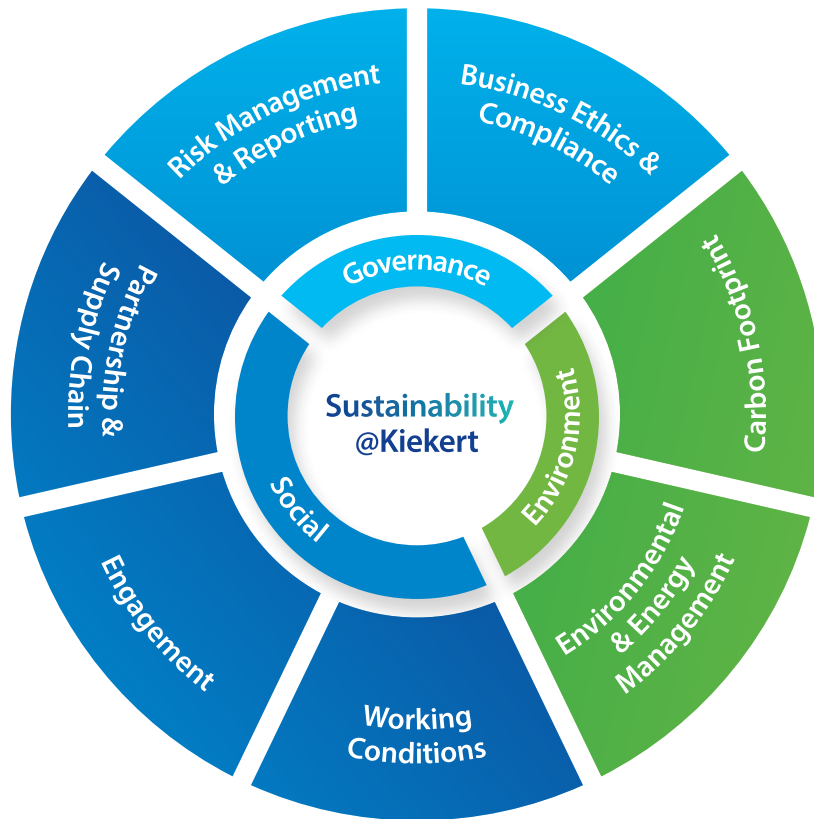 Risk Management
& Reporting
Business Ethics &
Compliance
Carbon Footprint
Environmental
& Energy
Management
Working
Conditions
Engagement
Partnership &
Supply Chain
Governance
Environment
Social
Sustainability
@Kiekert